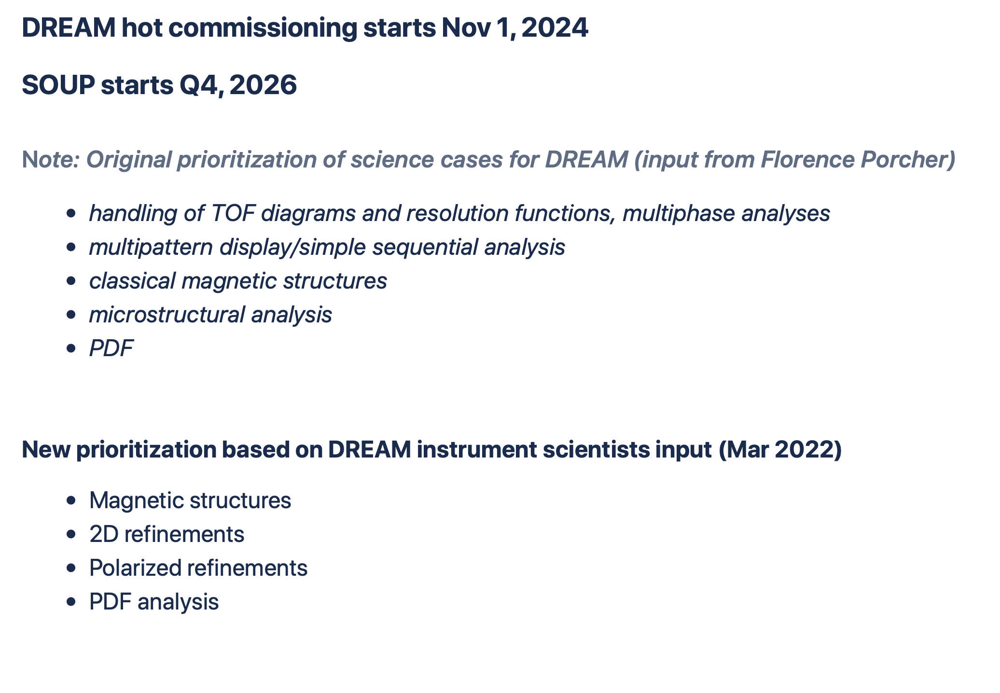 DREAM hot commissioning starts Nov 1, 2024
SOUP starts Q4, 2026
Note: Original prioritization of science cases for DREAM (input from Florence Porcher)
• handling of TOF diagrams and resolution functions, multiphase analyses
• multipattern display/simple sequential analysis
• classical magnetic structures
• microstructural analysis
• PDF
New prioritization based on DREAM instrument scientists input (Mar 2022)
• Magnetic structures
• 2D refinements
• Polarized refinements
• PDF analysis